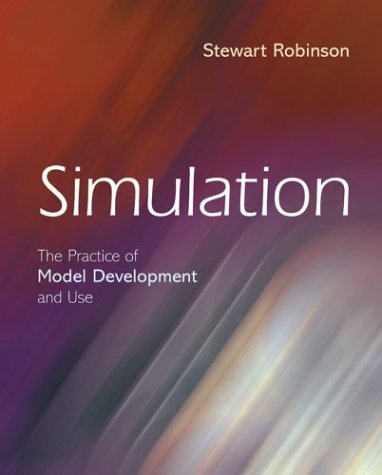 Stewart Robinson
Simulation
The Practice of
Model Development
and Use